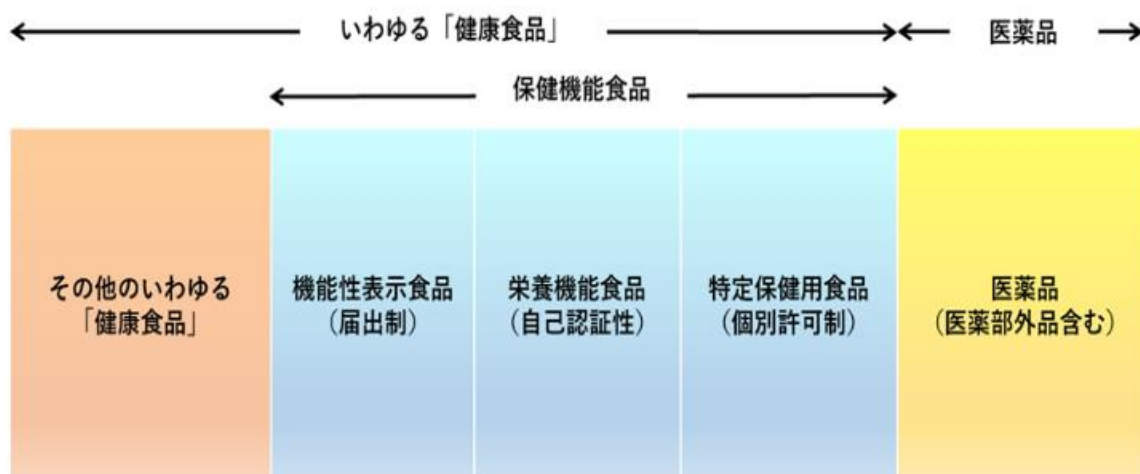 いわゆる「健康食品」
医薬品
保健機能食品
その他のいわゆる
「健康食品」
機能性表示食品
（届出制）
栄養機能食品
（自己認証性）
特定保健用食品
（個別許可制）
医薬品
（医薬部外品含む）